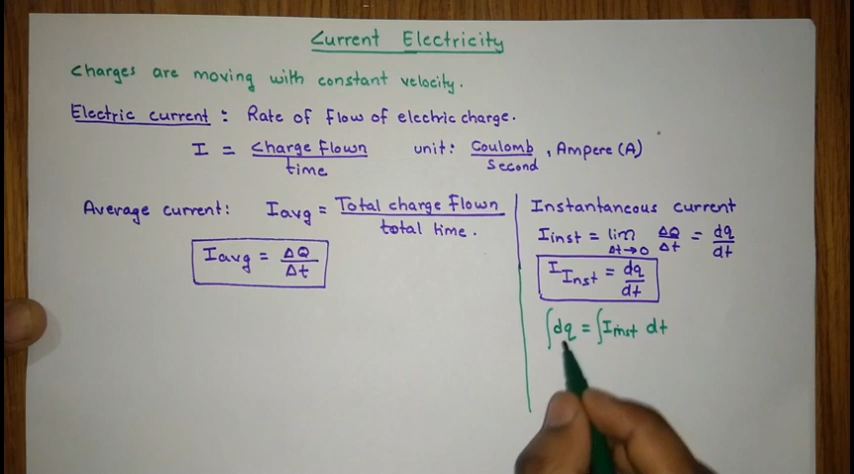 Current Electricity
Charges are moving with constant velocity.
Electric current : Rate of Flow of electric charge.
I = Charge flown / time unit : Coulomb / Second , Ampere (A)
Average current: Iavg = Total charge Flown / total time.
Iavg = ΔQ / Δt
Instantaneous current
Iinst = lim Δt→0 ΔQ / Δt = dq / dt
IInst = dq / dt
∫dq = ∫Iinst dt